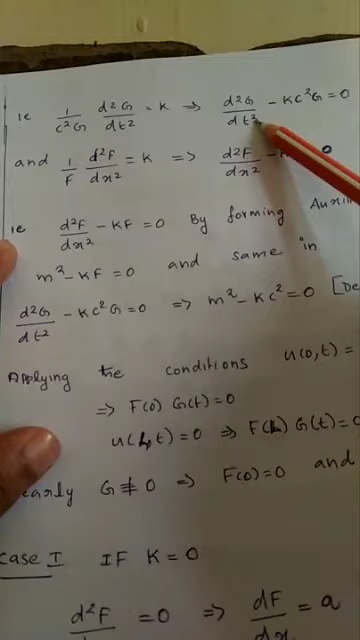 ie 1/c²G d²G/dt² = K ⇒ d²G/dt² - Kc²G = 0
and 1/F d²F/dx² = K => d²F/dx² - 0
ie d²F/dx² - KF = 0 By forming
m² - KF = 0 and same in
d²G/dt² - Kc²G = 0 => m² - Kc² = 0
Applying the conditions u(0,t) =
=> F(0) G(t) = 0
u(L,t) = 0 => F(L) G(t) =
G ≢ 0 => F(0) = 0 and
Case I IF K = 0
d²F = 0 => dF/dx = a